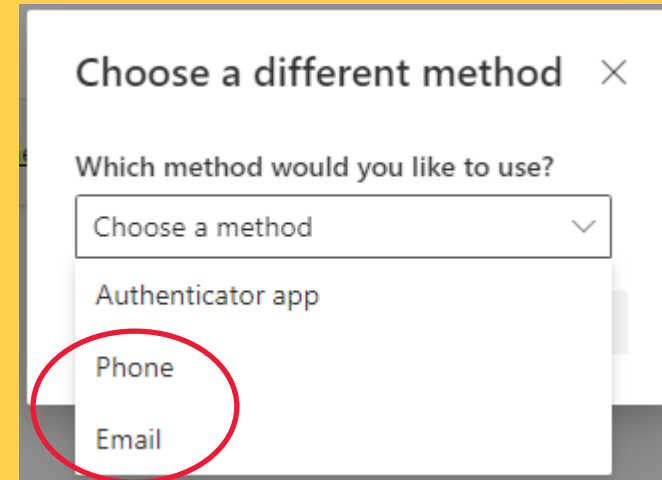 Choose a different method
Which method would you like to use?
Choose a method
Authenticator app
Phone
Email